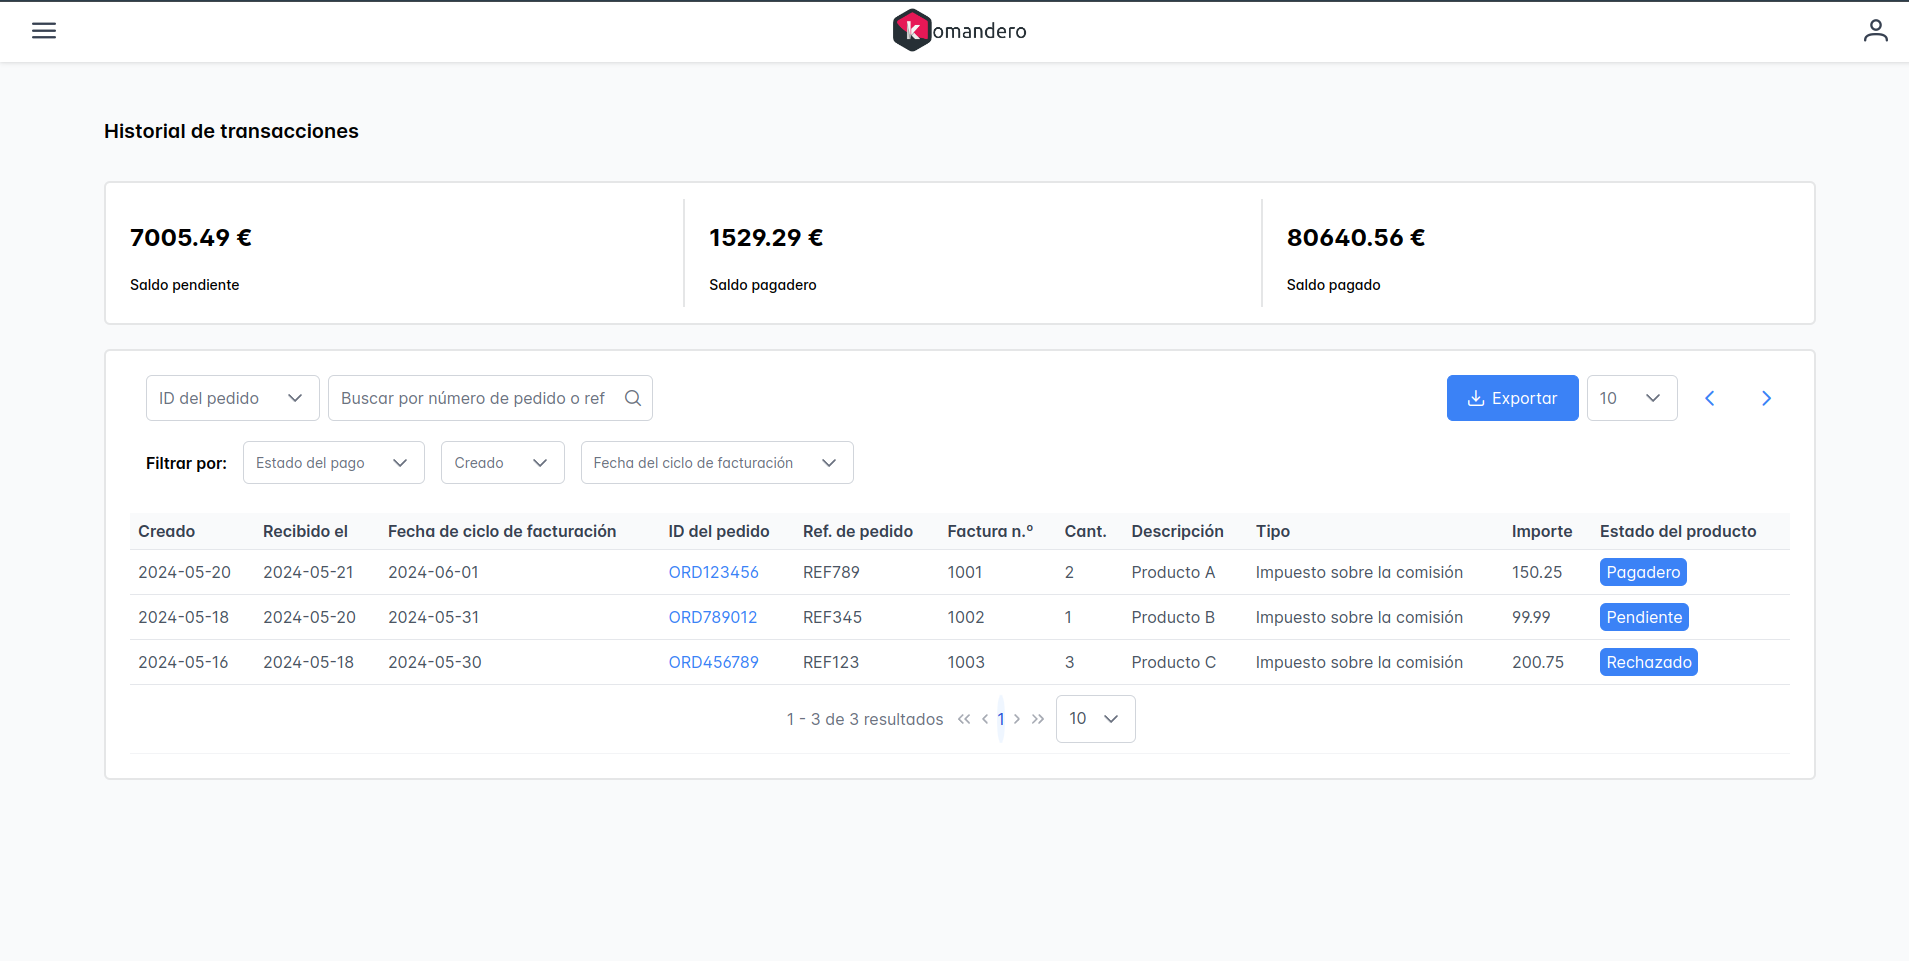 komandero
Historial de transacciones
7005.49 € 1529.29 € 80640.56 €
Saldo pendiente Saldo pagadero Saldo pagado
ID del pedido Buscar por número de pedido o ref Exportar 10
Filtrar por: Estado del pago Creado Fecha del ciclo de facturación
Creado Recibido el Fecha de ciclo de facturación ID del pedido Ref. de pedido Factura n.º Cant. Descripción Tipo Importe Estado del producto
2024-05-20 2024-05-21 2024-06-01 ORD123456 REF789 1001 2 Producto A Impuesto sobre la comisión 150.25 Pagadero
2024-05-18 2024-05-20 2024-05-31 ORD789012 REF345 1002 1 Producto B Impuesto sobre la comisión 99.99 Pendiente
2024-05-16 2024-05-18 2024-05-30 ORD456789 REF123 1003 3 Producto C Impuesto sobre la comisión 200.75 Rechazado
1 - 3 de 3 resultados « ‹ 1 › » 10